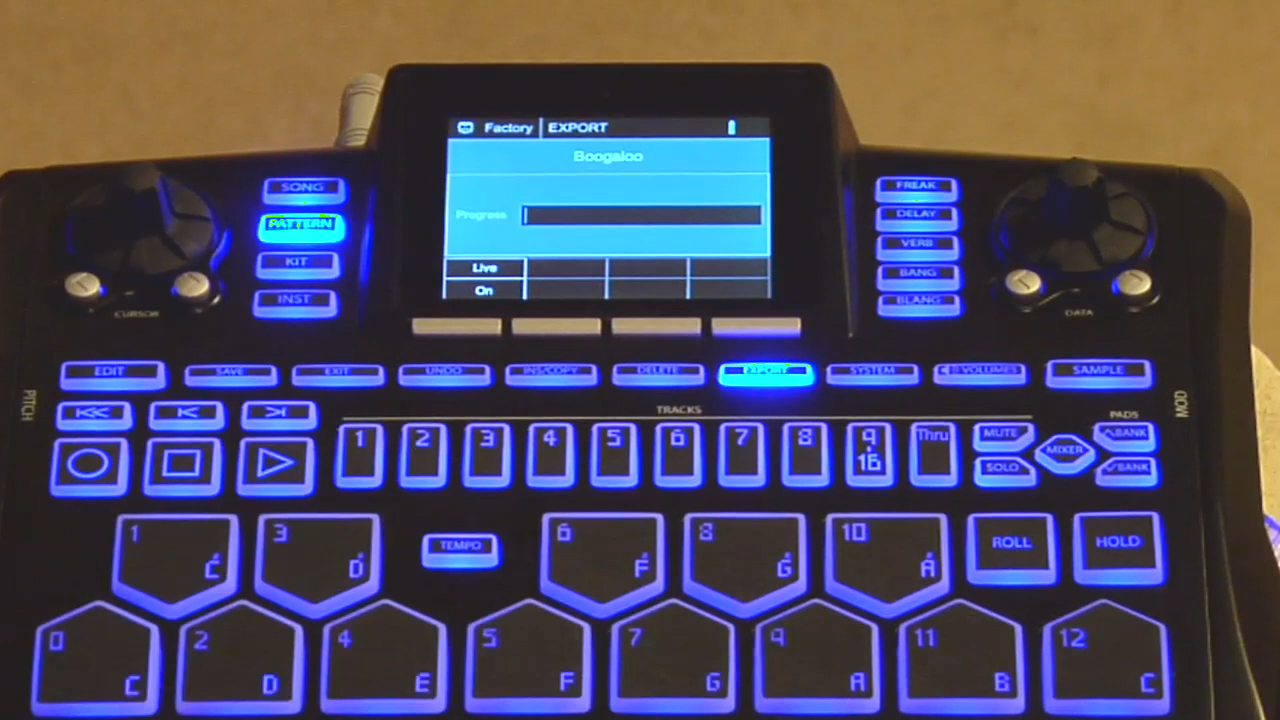 Factory EXPORT
Boogaloo
Progress
Live
On
SONG
PATTERN
KIT
INST
CURSOR
FREAK
DELAY
VERB
BANG
BLANG
DATA
EDIT SAVE EXIT UNDO INS/COPY DELETE EXPORT SYSTEM VOLUMES SAMPLE
PITCH
MOD
TRACKS
1 2 3 4 5 6 7 8 9 16 Thru
MUTE
SOLO
MIXER
PADS
BANK
BANK
1 C 3 D TEMPO 6 F 8 G 10 A ROLL HOLD
0 C 2 D 4 E 5 F 7 G 9 A 11 B 12 C